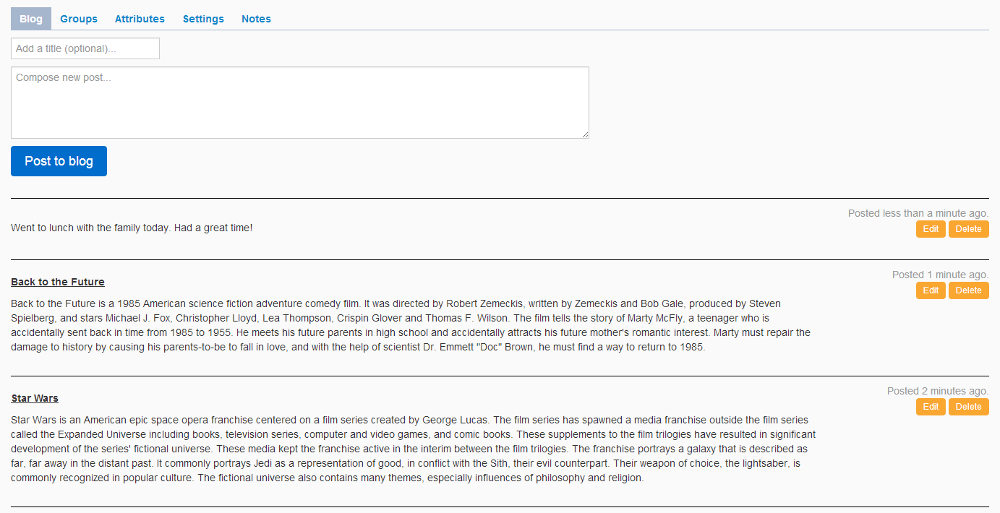 Blog Groups Attributes Settings Notes
Add a title (optional)...
Compose new post...
Post to blog
Posted less than a minute ago.
Went to lunch with the family today. Had a great time!
Edit Delete
Posted 1 minute ago.
Back to the Future
Edit Delete
Back to the Future is a 1985 American science fiction adventure comedy film. It was directed by Robert Zemeckis, written by Zemeckis and Bob Gale, produced by Steven
Spielberg, and stars Michael J. Fox, Christopher Lloyd, Lea Thompson, Crispin Glover and Thomas F. Wilson. The film tells the story of Marty McFly, a teenager who is
accidentally sent back in time from 1985 to 1955. He meets his future parents in high school and accidentally attracts his future mother's romantic interest. Marty must repair the
damage to history by causing his parents-to-be to fall in love, and with the help of scientist Dr. Emmett "Doc" Brown, he must find a way to return to 1985.
Posted 2 minutes ago.
Star Wars
Edit Delete
Star Wars is an American epic space opera franchise centered on a film series created by George Lucas. The film series has spawned a media franchise outside the film series
called the Expanded Universe including books, television series, computer and video games, and comic books. These supplements to the film trilogies have resulted in significant
development of the series' fictional universe. These media kept the franchise active in the interim between the film trilogies. The franchise portrays a galaxy that is described as
far, far away in the distant past. It commonly portrays Jedi as a representation of good, in conflict with the Sith, their evil counterpart. Their weapon of choice, the lightsaber, is
commonly recognized in popular culture. The fictional universe also contains many themes, especially influences of philosophy and religion.